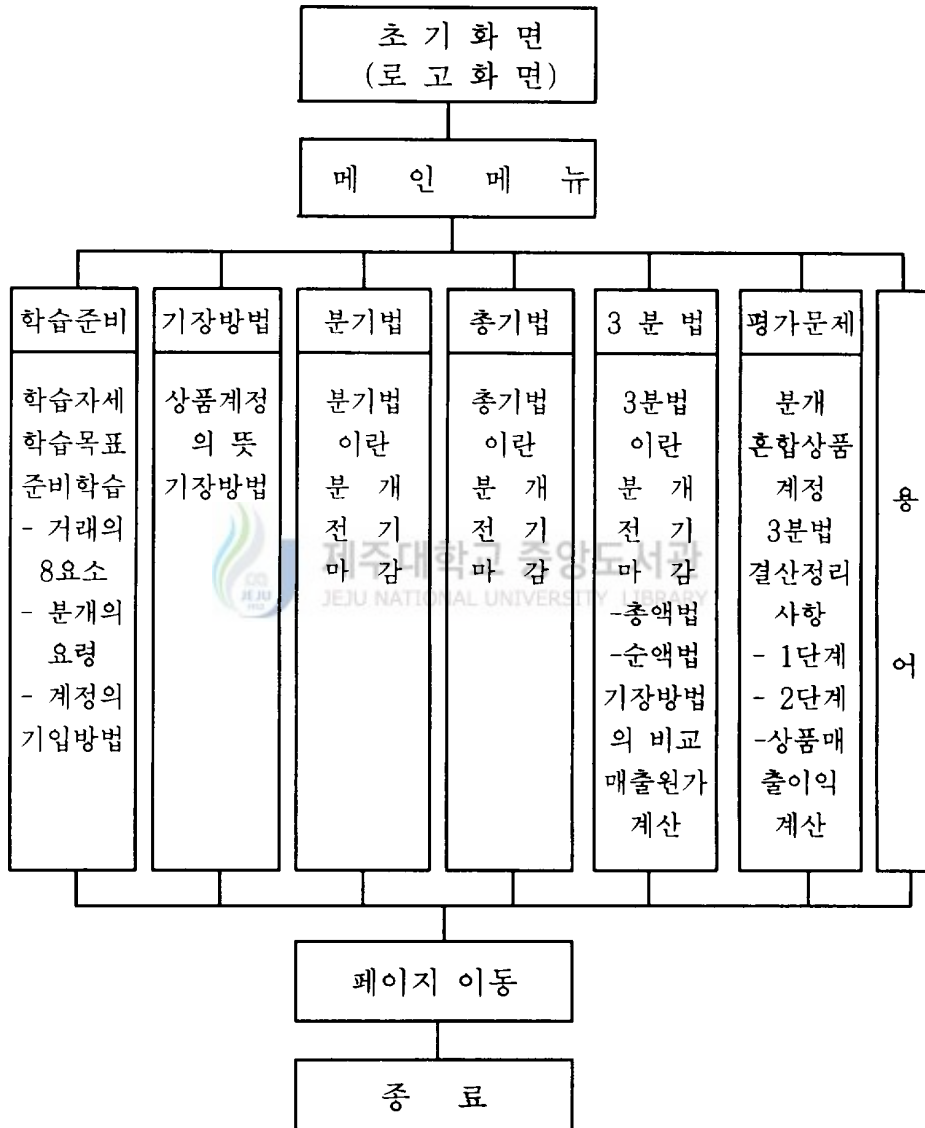 초 기 화 면
(로 고 화 면)
메 인 메 뉴
학습준비
학습자세
학습목표
준비학습
- 거래의
8요소
- 분개의
요령
- 계정의
기입방법
기장방법
상품계정
의 뜻
기장방법
분기법
분기법
이란
분 개
전 기
마 감
총기법
총기법
이란
분 개
전 기
마 감
3 분 법
3분법
이란
분 개
전 기
마 감
-총액법
-순액법
기장방법
의 비교
매출원가
계산
평가문제
분개
혼합상품
계정
3분법
결산정리
사항
- 1단계
- 2단계
-상품매
출이익
계산
용
어
제주대학교 중앙도서관
JEJU NATIONAL UNIVERSITY LIBRARY
페이지 이동
종 료